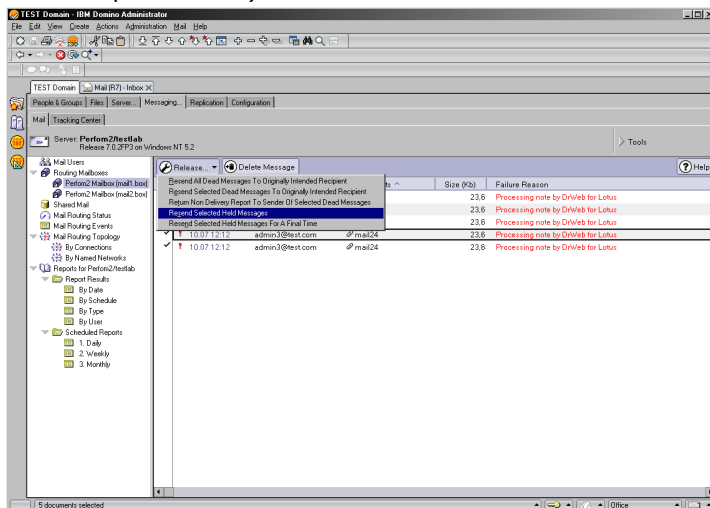 TEST Domain - IBM Domino Administrator
File Edit View Create Actions Administration Mail Help
TEST Domain Mail (R7) - Inbox
People & Groups Files Server... Messaging... Replication Configuration
Mail Tracking Center
Server: Perfom2/testlab
Release 7.0.2FP3 on Windows NT 5.2
Tools
Mail Users
Routing Mailboxes
Perfom2 Mailbox (mail1.box)
Perfom2 Mailbox (mail2.box)
Shared Mail
Mail Routing Status
Mail Routing Events
Mail Routing Topology
By Connections
By Named Networks
Reports for Perfom2/testlab
Report Results
By Date
By Schedule
By Type
By User
Scheduled Reports
1. Daily
2. Weekly
3. Monthly
Release... Delete Message Help
Resend All Dead Messages To Originally Intended Recipient
Resend Selected Dead Messages To Originally Intended Recipient
Return Non Delivery Report To Sender Of Selected Dead Messages
Resend Selected Held Messages
Resend Selected Held Messages For A Final Time
Size (Kb) Failure Reason
23,6 Processing note by DrWeb for Lotus
23,6 Processing note by DrWeb for Lotus
23,6 Processing note by DrWeb for Lotus
10.07 12:12 admin3@test.com mail24 23,6 Processing note by DrWeb for Lotus
10.07 12:12 admin3@test.com mail24 23,6 Processing note by DrWeb for Lotus
5 documents selected Office